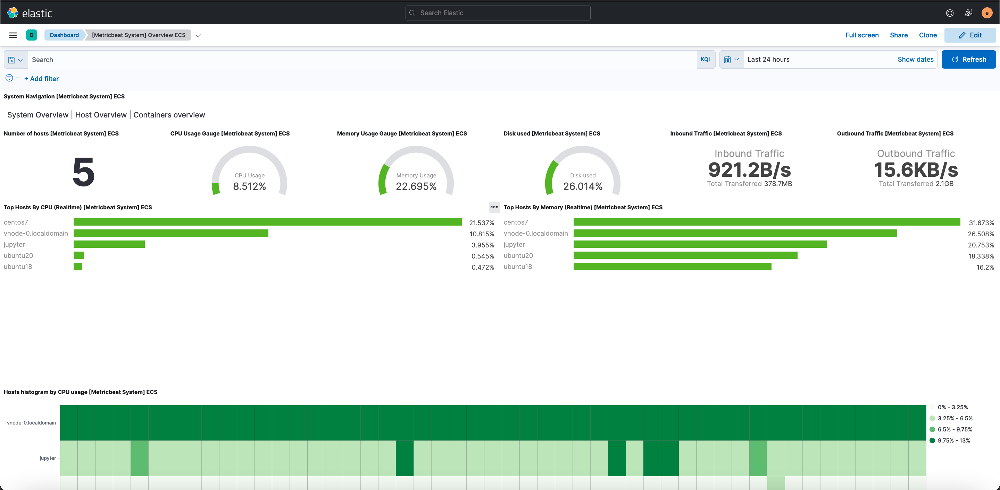 elastic
Search Elastic
e
D
Dashboard
[Metricbeat System] Overview ECS
Full screen
Share
Clone
Edit
Search
KQL
Last 24 hours
Show dates
Refresh
+ Add filter
System Navigation [Metricbeat System] ECS
System Overview | Host Overview | Containers overview
Number of hosts [Metricbeat System] ECS
5
CPU Usage Gauge [Metricbeat System] ECS
CPU Usage
8.512%
Memory Usage Gauge [Metricbeat System] ECS
Memory Usage
22.695%
Disk used [Metricbeat System] ECS
Disk used
26.014%
Inbound Traffic [Metricbeat System] ECS
Inbound Traffic
921.2B/s
Total Transferred 378.7MB
Outbound Traffic [Metricbeat System] ECS
Outbound Traffic
15.6KB/s
Total Transferred 2.1GB
Top Hosts By CPU (Realtime) [Metricbeat System] ECS
centos7 21.537%
vnode-0.localdomain 10.815%
jupyter 3.955%
ubuntu20 0.545%
ubuntu18 0.472%
Top Hosts By Memory (Realtime) [Metricbeat System] ECS
centos7 31.673%
vnode-0.localdomain 26.508%
jupyter 20.753%
ubuntu20 18.338%
ubuntu18 16.2%
Hosts histogram by CPU usage [Metricbeat System] ECS
vnode-0.localdomain
jupyter
0% - 3.25%
3.25% - 6.5%
6.5% - 9.75%
9.75% - 13%